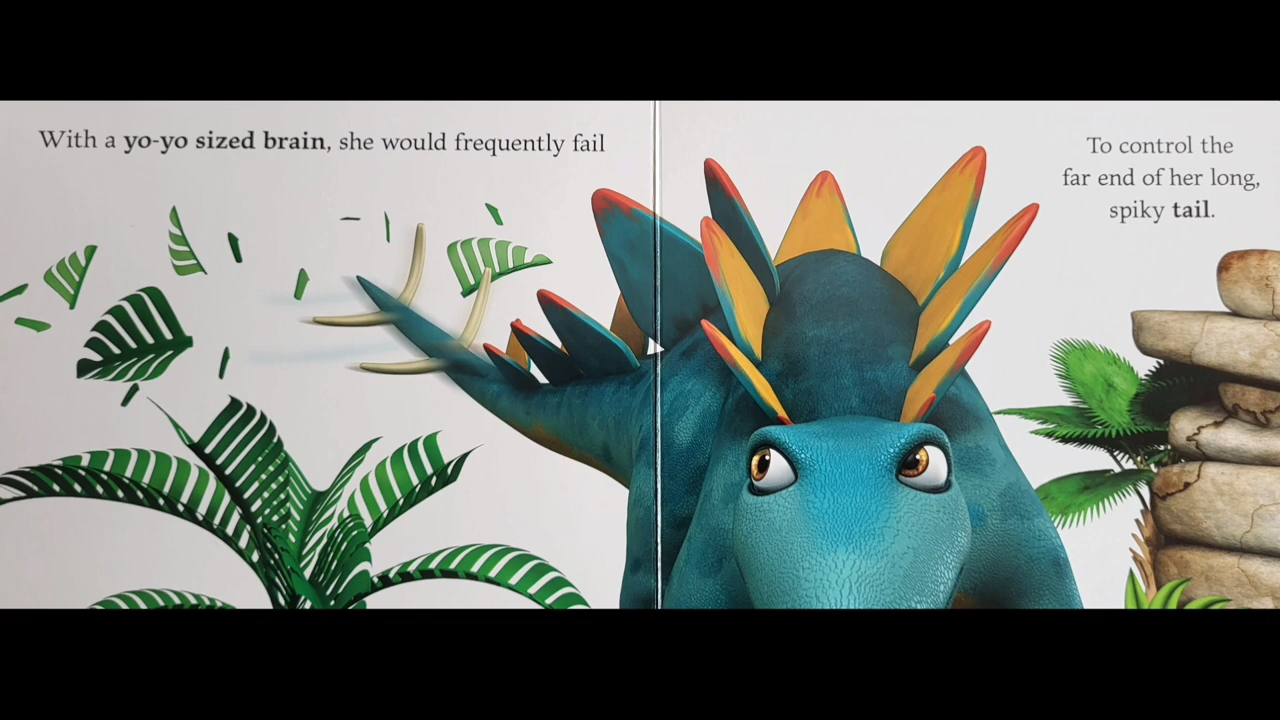 With a yo-yo sized brain, she would frequently fail
To control the
far end of her long,
spiky tail.